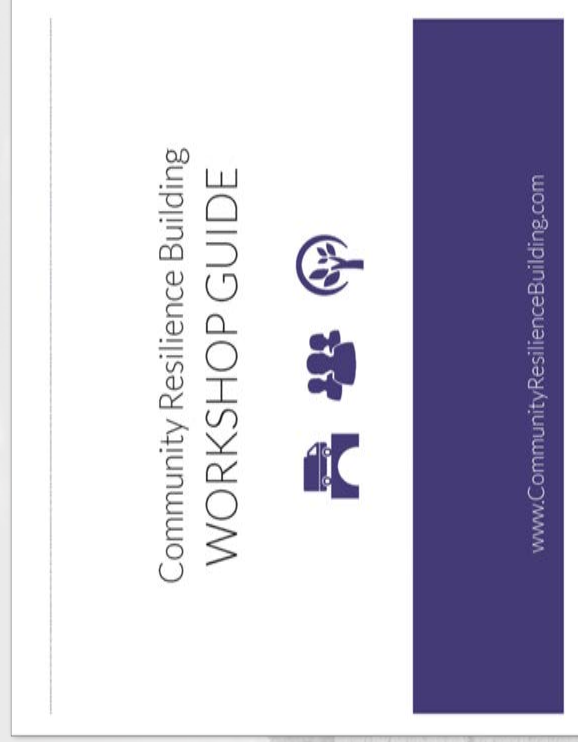 Community Resilience Building
WORKSHOP GUIDE
www.CommunityResilienceBuilding.com